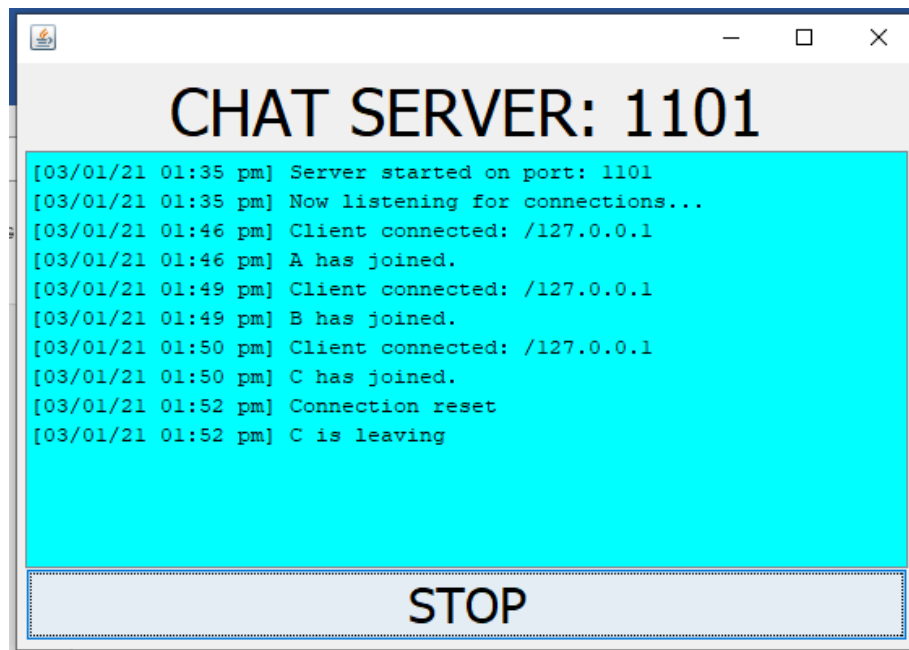 CHAT SERVER: 1101
[03/01/21 01:35 pm] Server started on port: 1101
[03/01/21 01:35 pm] Now listening for connections...
[03/01/21 01:46 pm] Client connected: /127.0.0.1
[03/01/21 01:46 pm] A has joined.
[03/01/21 01:49 pm] Client connected: /127.0.0.1
[03/01/21 01:49 pm] B has joined.
[03/01/21 01:50 pm] Client connected: /127.0.0.1
[03/01/21 01:50 pm] C has joined.
[03/01/21 01:52 pm] Connection reset
[03/01/21 01:52 pm] C is leaving
STOP